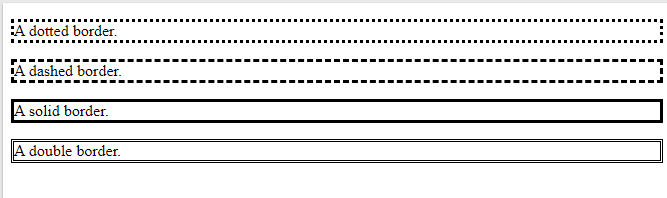 A dotted border.
A dashed border.
A solid border.
A double border.